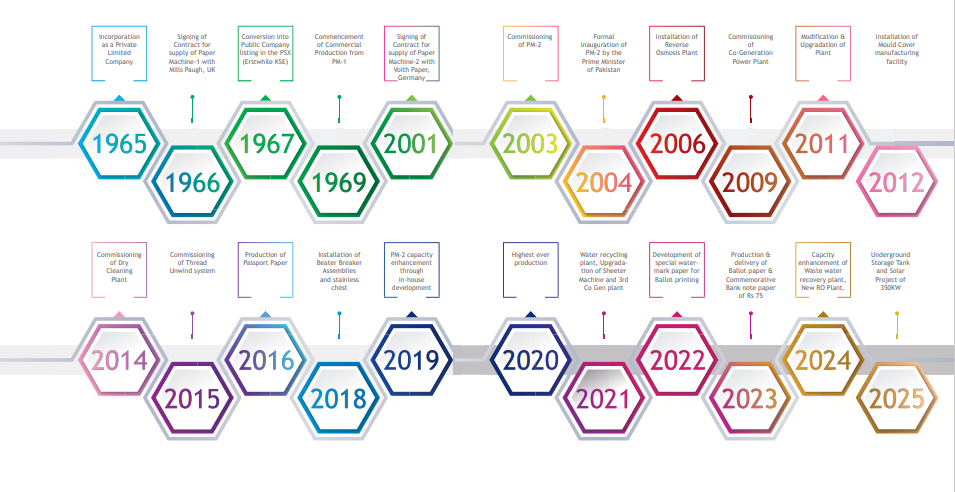 Incorporation
as a Private
Limited
Company
Signing of
Contract for
supply of Paper
Machine-1 with
Mills Paugh, UK
Conversion into
Public Company
listing in the PSX
(Erstwhile KSE)
Commencement
of Commercial
Production from
PM-1
Signing of
Contract for
supply of Paper
Machine-2 with
Voith Paper,
Germany
Commissioning
of PM-2
Formal
inauguration of
PM-2 by the
Prime Minister
of Pakistan
Installation of
Reverse
Osmosis Plant
Commissioning
of
Co-Generation
Power Plant
Modification &
Upgradation of
Plant
Installation of
Mould Cover
manufacturing
facility
1965
1966
1967
1969
2001
2003
2004
2006
2009
2011
2012
Commissioning
of Dry
Cleaning
Plant
Commissioning
of Thread
Unwind system
Production of
Passport Paper
Installation of
Beater Breaker
Assemblies
and stainless
chest
PM-2 capacity
enhancement
through
in-house
development
Highest ever
production
Water recycling
plant, Upgrada-
tion of Sheeter
Machine and 3rd
Co Gen plant
Development of
special water-
mark paper for
Ballot printing
Production &
delivery of
Ballot paper &
Commemorative
Bank note paper
of Rs 75
Capcity
enhancement of
Waste water
recovery plant,
New RO Plant.
Underground
Storage Tank
and Solar
Project of
350KW
2014
2015
2016
2018
2019
2020
2021
2022
2023
2024
2025